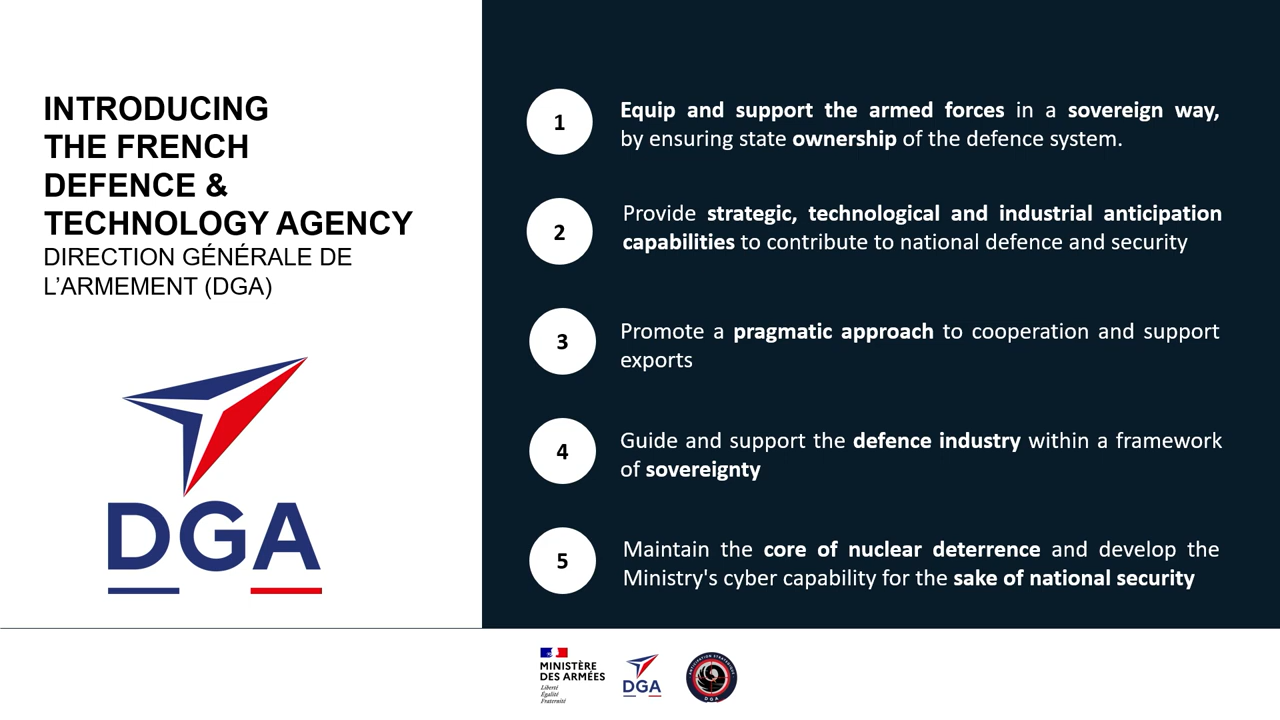 INTRODUCING
THE FRENCH
DEFENCE &
TECHNOLOGY AGENCY
DIRECTION GÉNÉRALE DE
L’ARMEMENT (DGA)
DGA
1
Equip and support the armed forces in a sovereign way,
by ensuring state ownership of the defence system.
2
Provide strategic, technological and industrial anticipation
capabilities to contribute to national defence and security
3
Promote a pragmatic approach to cooperation and support
exports
4
Guide and support the defence industry within a framework
of sovereignty
5
Maintain the core of nuclear deterrence and develop the
Ministry's cyber capability for the sake of national security
MINISTÈRE
DES ARMÉES
Liberté
Égalité
Fraternité
DGA
ANTICIPATION STRATÉGIQUE
DGA